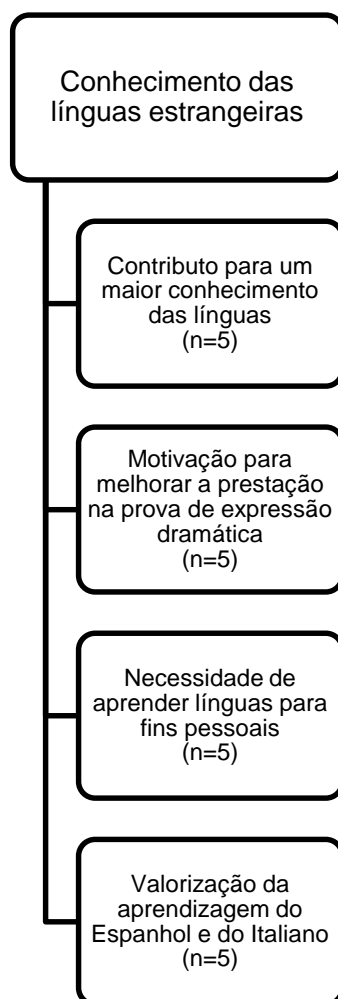 Conhecimento das
línguas estrangeiras
Contributo para um
maior conhecimento
das línguas
(n=5)
Motivação para
melhorar a prestação
na prova de expressão
dramática
(n=5)
Necessidade de
aprender línguas para
fins pessoais
(n=5)
Valorização da
aprendizagem do
Espanhol e do Italiano
(n=5)